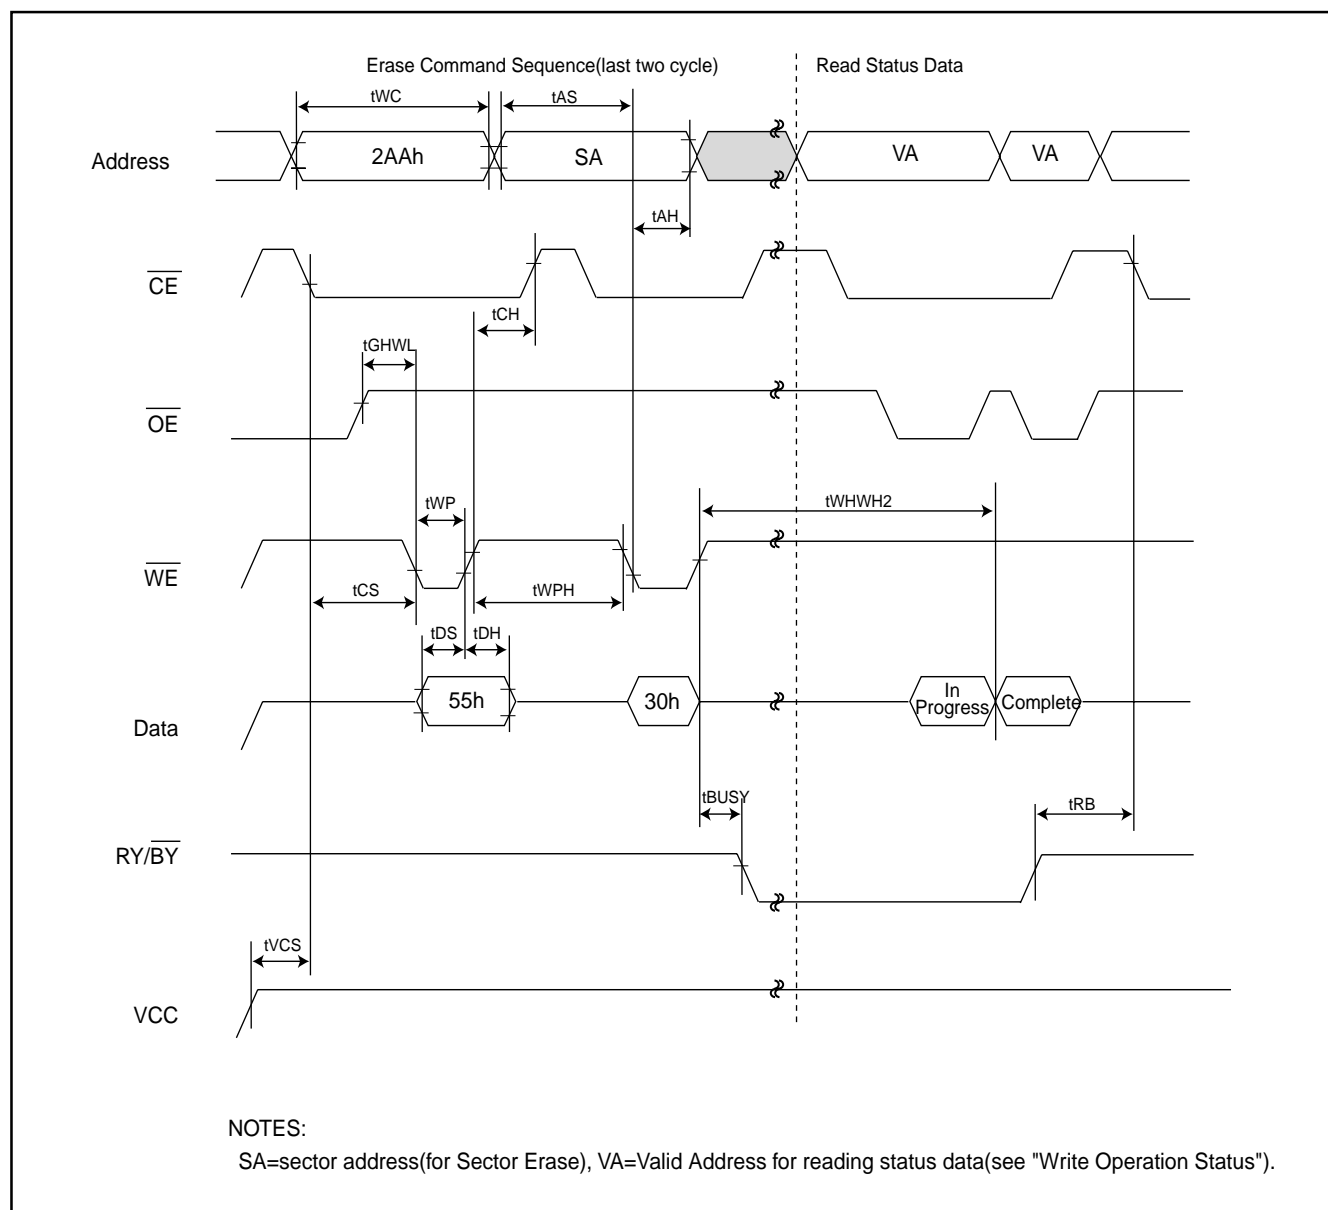 Erase Command Sequence(last two cycle) Read Status Data
tWC tAS
Address 2AAh SA VA VA
tAH
CE
tCH
tGHWL
OE
tWP tWHWH2
WE
tCS tWPH
tDS tDH
Data 55h 30h In Progress Complete
tBUSY tRB
RY/BY
tVCS
VCC
NOTES:
SA=sector address(for Sector Erase), VA=Valid Address for reading status data(see "Write Operation Status").